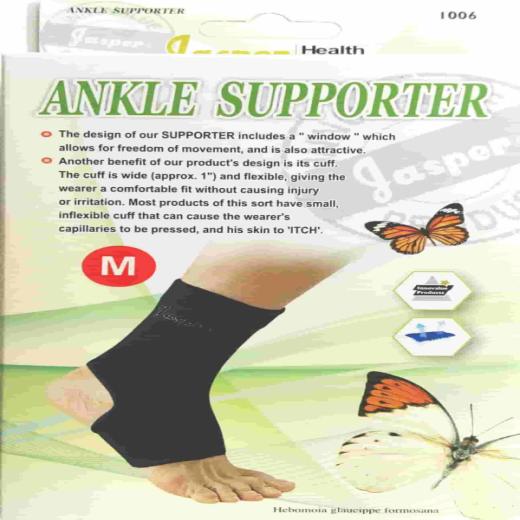 ANKLE SUPPORTER
1006
Jasper Jasper Health
ANKLE SUPPORTER
The design of our SUPPORTER includes a " window " which
allows for freedom of movement, and is also attractive.
Another benefit of our product's design is its cuff.
The cuff is wide (approx. 1") and flexible, giving the
wearer a comfortable fit without causing injury
or irritation. Most products of this sort have small,
inflexible cuff that can cause the wearer's
capillaries to be pressed, and his skin to 'ITCH'.
Jasper
M
Innovative
Products
Jasper
Hebomoia glaucippe formosana